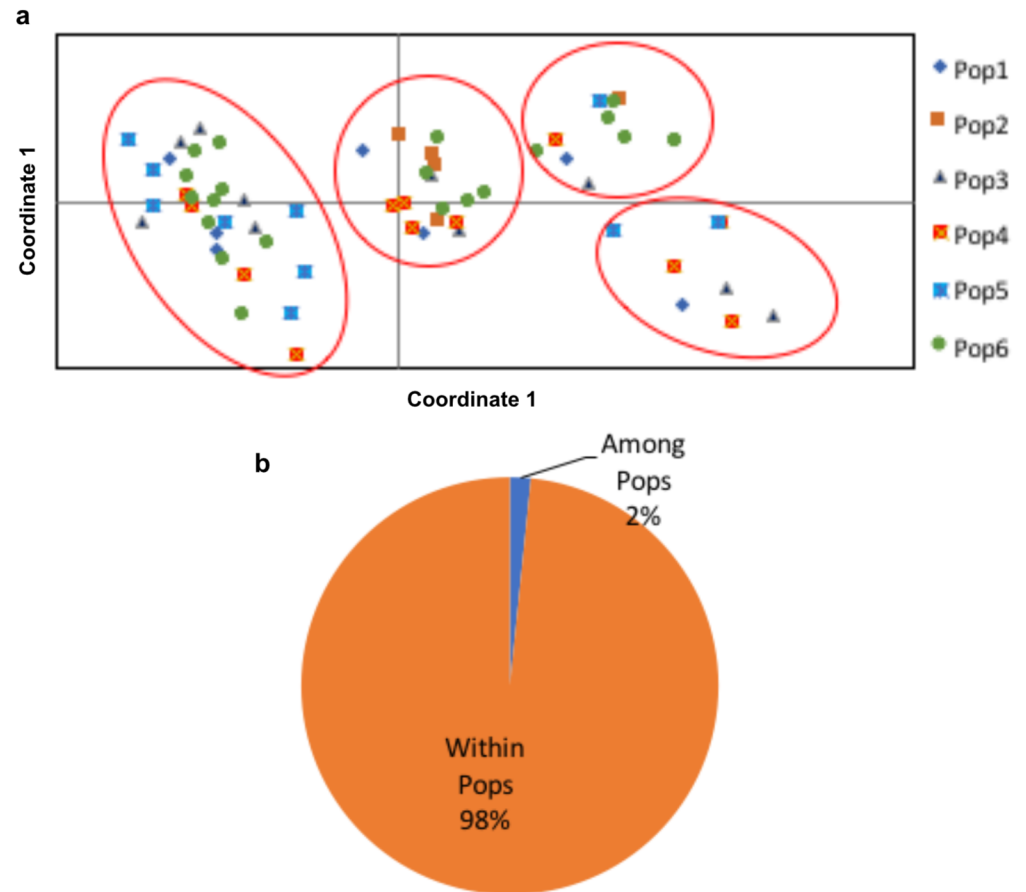 a
Coordinate 1
Pop1
Pop2
Pop3
Pop4
Pop5
Pop6
Coordinate 1
b
Among
Pops
2%
Within
Pops
98%